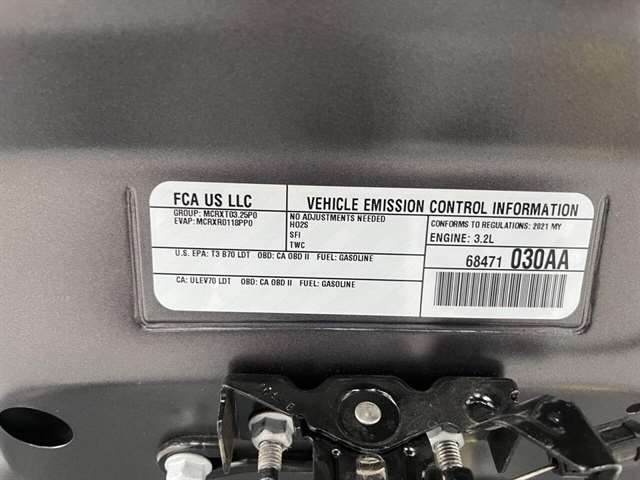 FCA US LLC
GROUP: MCRXT03.25P0
EVAP: MCRXR0118PP0
VEHICLE EMISSION CONTROL INFORMATION
NO ADJUSTMENTS NEEDED
HO2S
SFI
TWC
CONFORMS TO REGULATIONS: 2021 MY
ENGINE: 3.2L
U.S. EPA: T3 B70 LDT OBD: CA OBD II FUEL: GASOLINE
68471 030AA
CA: ULEV70 LDT OBD: CA OBD II FUEL: GASOLINE